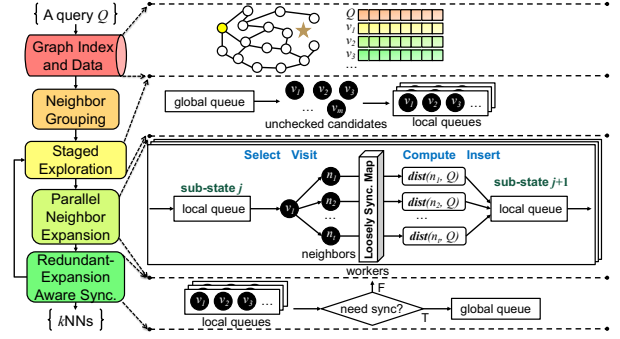 { A query Q }
Graph Index
and Data
Neighbor
Grouping
Staged
Exploration
Parallel
Neighbor
Expansion
Redundant-
Expansion
Aware Sync.
{ kNNs }
Q
v1
v2
v3
...
global queue
v1 v2 v3
... vm
unchecked candidates
v1 v2 v3 ...
local queues
Select Visit
Compute Insert
sub-state j
local queue
v1
n1
n2
...
nt
neighbors
Loosely Sync. Map
dist(n1, Q)
dist(n2, Q)
...
dist(nt, Q)
sub-state j+1
local queue
workers
v1 v2 v3 ...
local queues
need sync?
F
T
global queue